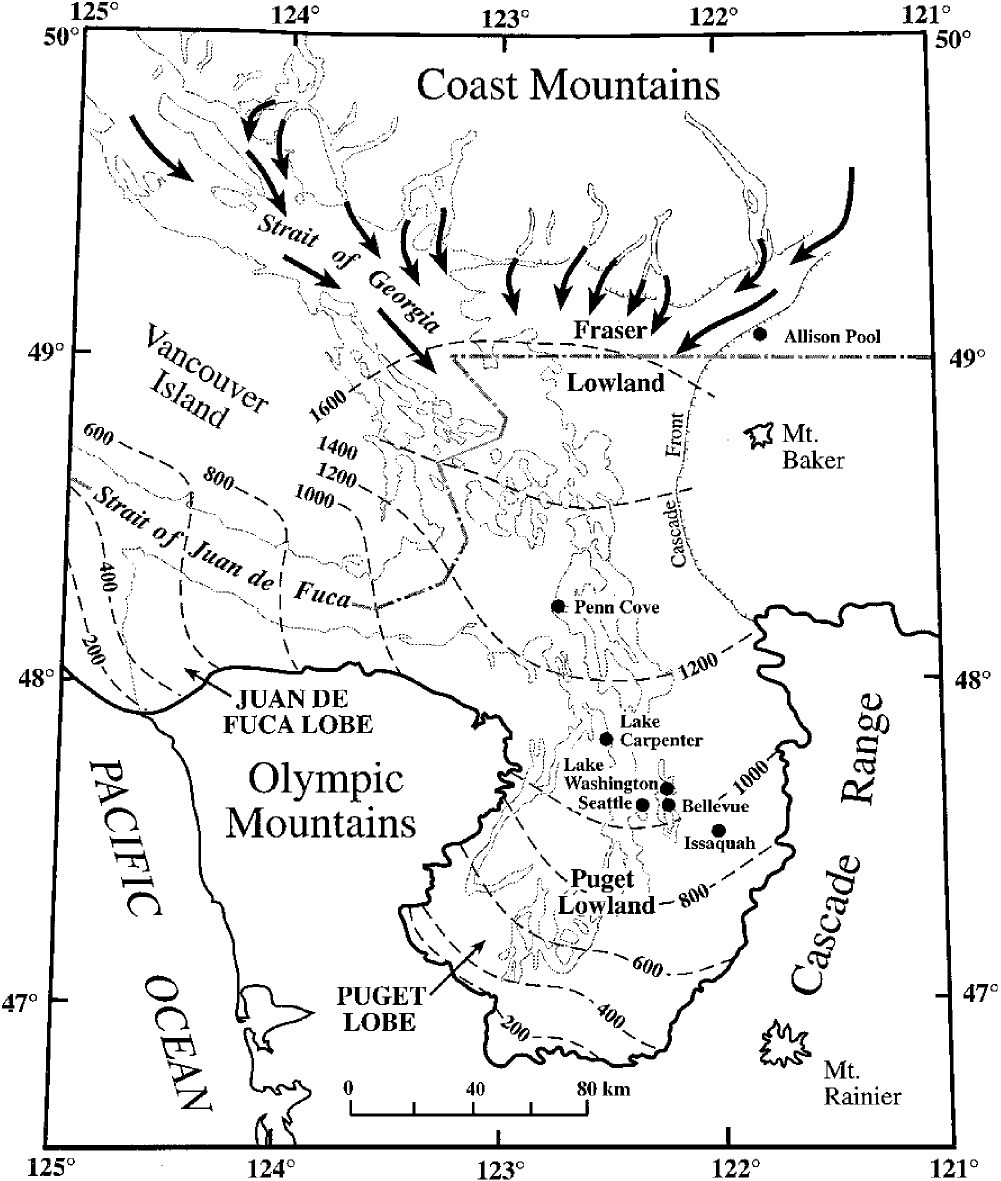 125°
124°
123°
122°
121°
50°
50°
Coast Mountains
Strait
of
Georgia
Fraser
Allison Pool
49°
49°
Vancouver
Island
Lowland
1600
600
1400
Front
Mt.
Baker
1200
800
1000
Strait of Juan de Fuca
Cascade
400
Penn Cove
200
1200
48°
48°
JUAN DE
FUCA LOBE
Lake
Carpenter
Olympic
Mountains
Lake
Washington
1000
Seattle
Bellevue
Issaquah
Cascade Range
PACIFIC
OCEAN
Puget
Lowland
800
600
PUGET
LOBE
47°
47°
400
200
Mt.
Rainier
0
40
80 km
125°
124°
123°
122°
121°